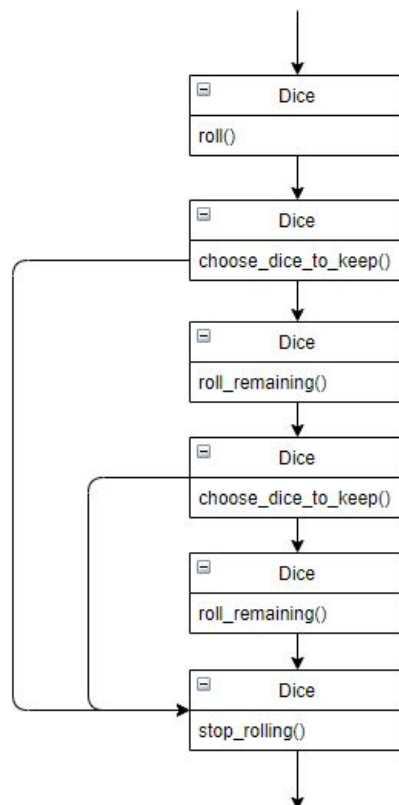 Dice
roll()
Dice
choose_dice_to_keep()
Dice
roll_remaining()
Dice
choose_dice_to_keep()
Dice
roll_remaining()
Dice
stop_rolling()